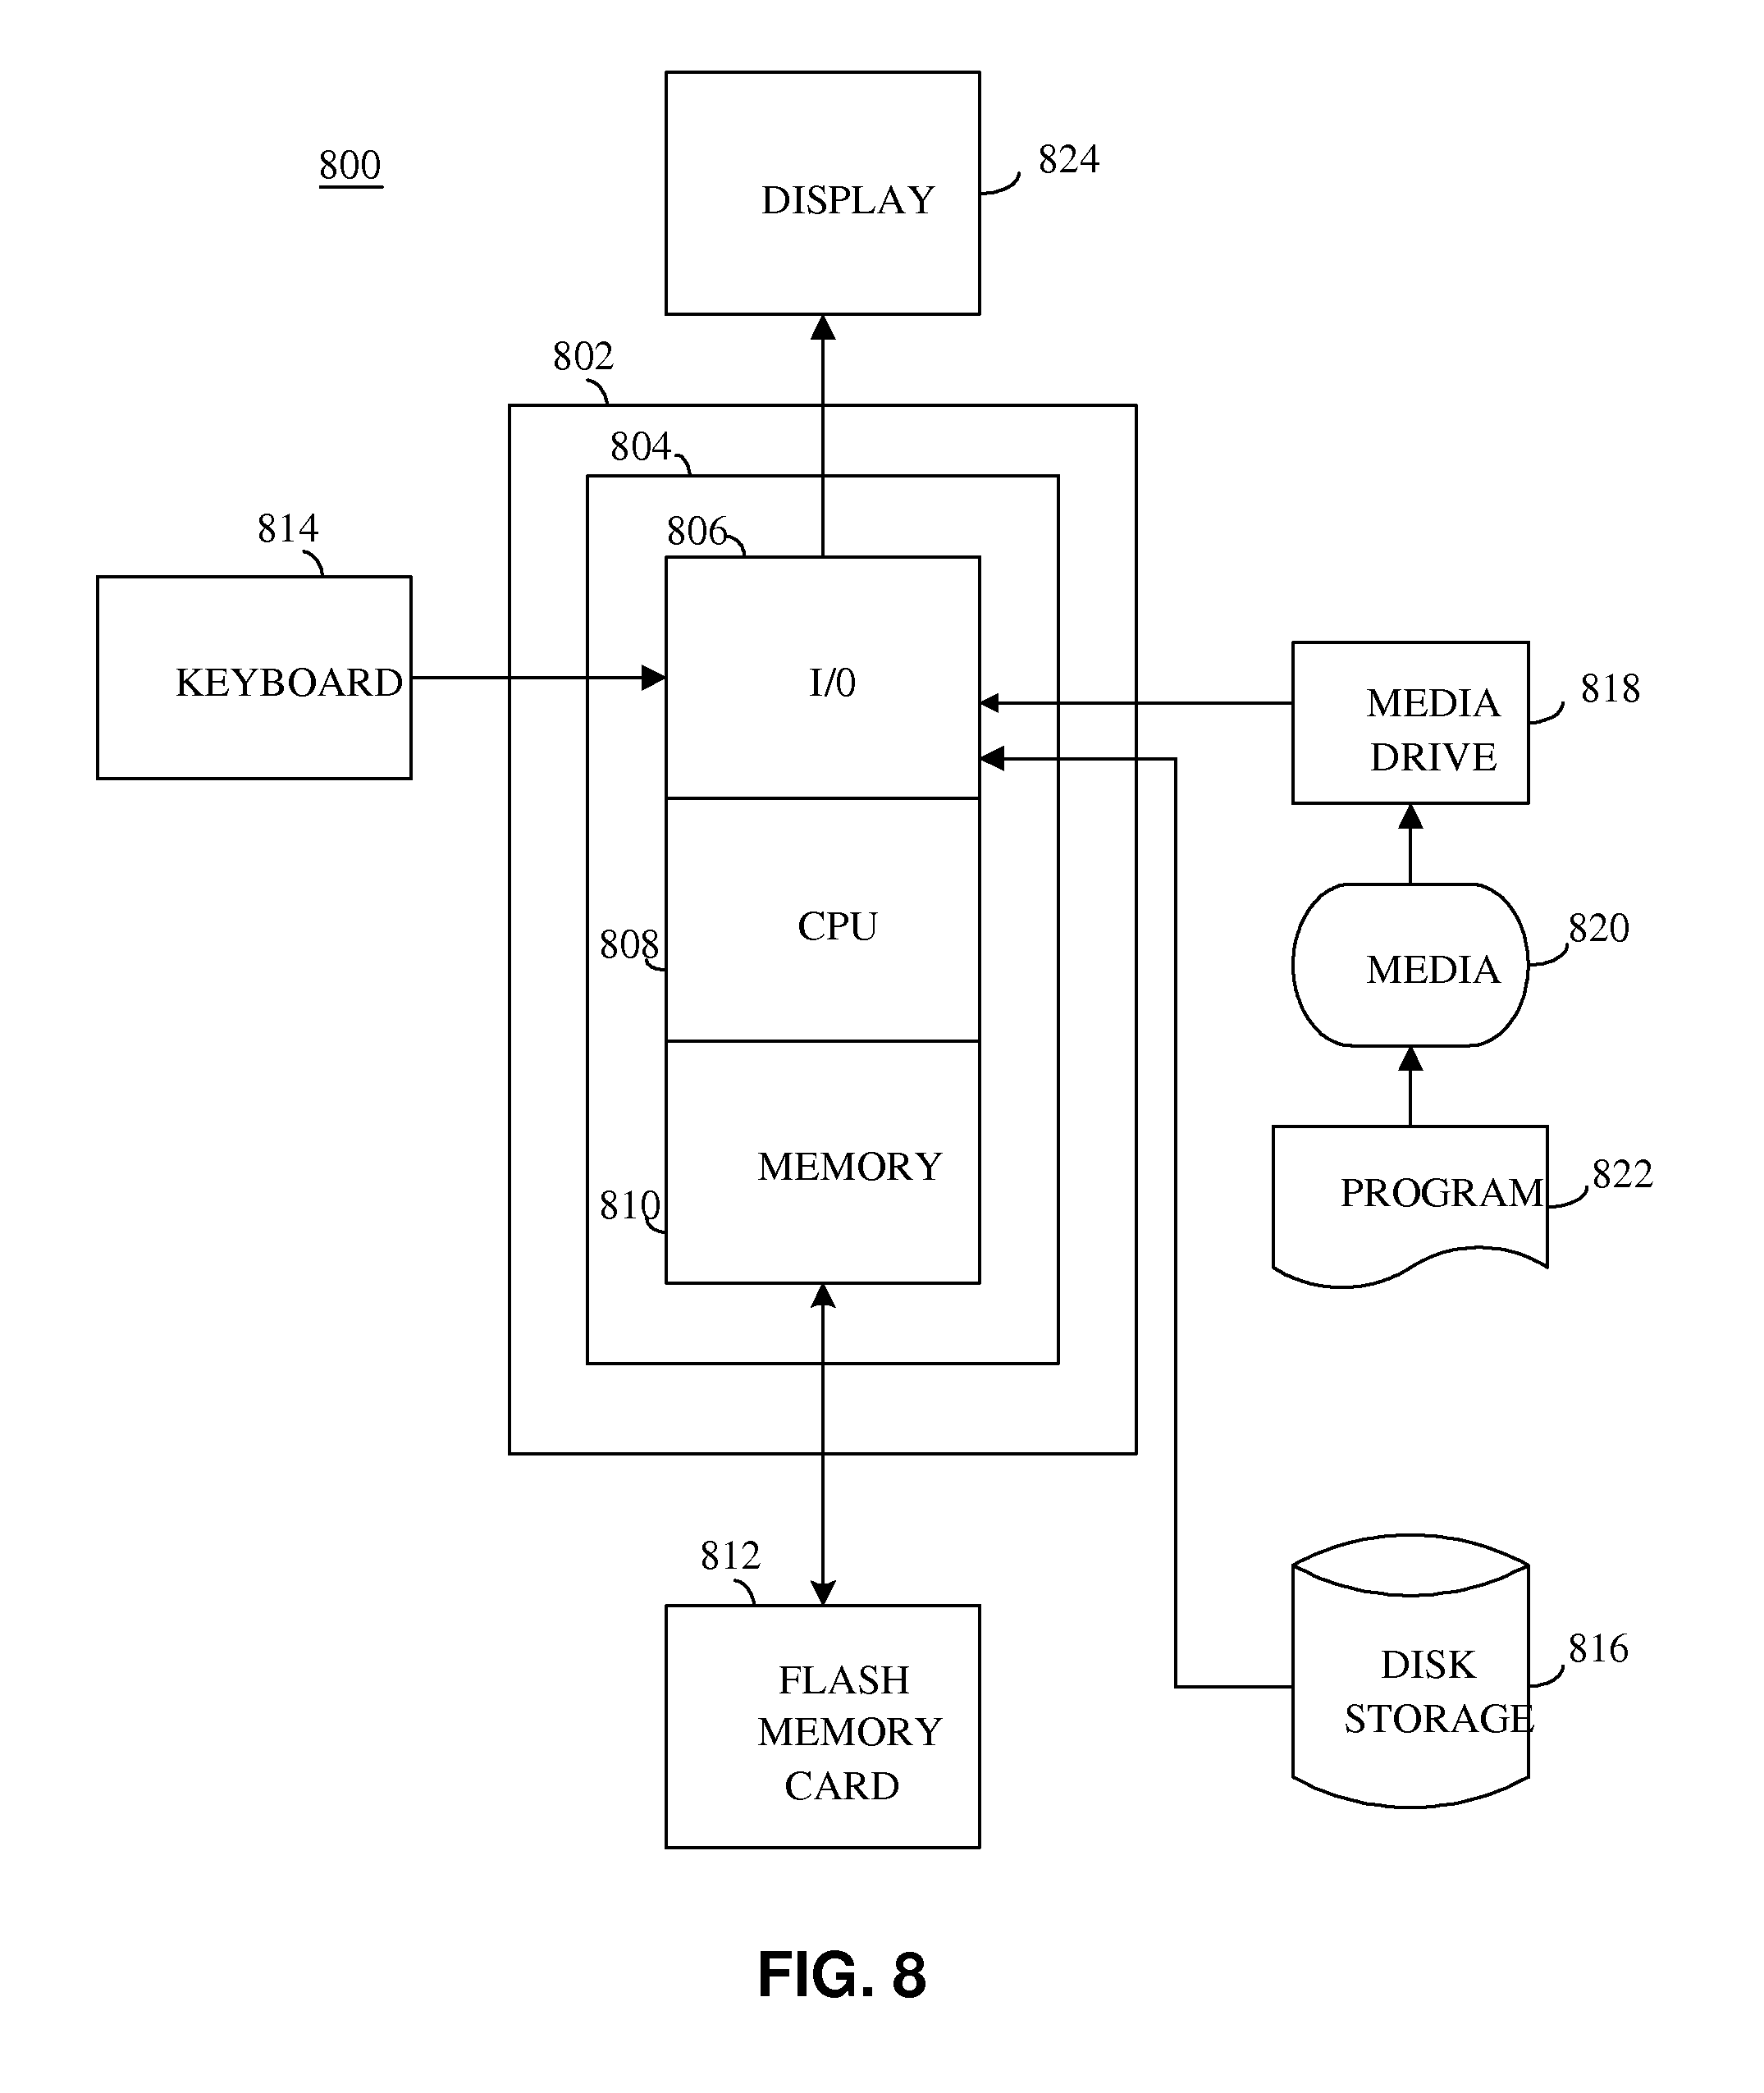 800
DISPLAY
824
802
804
806
814
KEYBOARD
I/0
MEDIA
DRIVE
818
808
CPU
MEDIA
820
810
MEMORY
PROGRAM
822
812
FLASH
MEMORY
CARD
DISK
STORAGE
816
FIG. 8